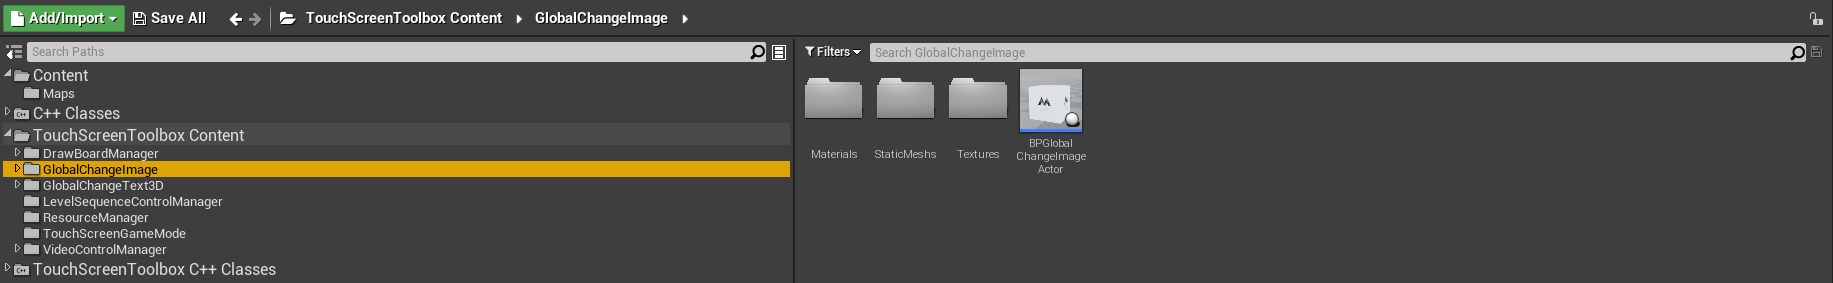 Add/Import
Save All
TouchScreenToolbox Content
GlobalChangeImage
Search Paths
Content
Maps
C++ Classes
TouchScreenToolbox Content
DrawBoardManager
GlobalChangeImage
GlobalChangeText3D
LevelSequenceControlManager
ResourceManager
TouchScreenGameMode
VideoControlManager
TouchScreenToolbox C++ Classes
Filters
Search GlobalChangeImage
Materials
StaticMeshs
Textures
BPGlobal
ChangeImage
Actor